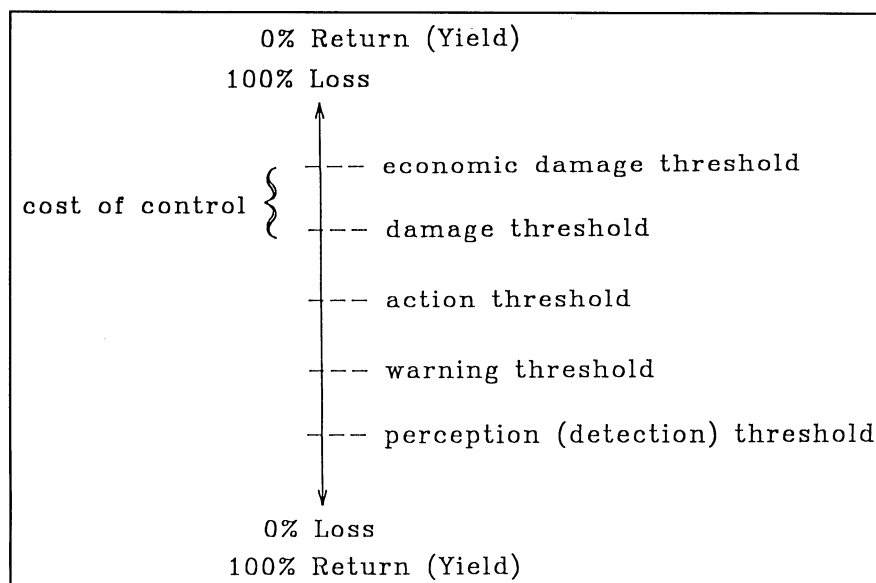 0% Return (Yield)
100% Loss
economic damage threshold
cost of control
damage threshold
action threshold
warning threshold
perception (detection) threshold
0% Loss
100% Return (Yield)